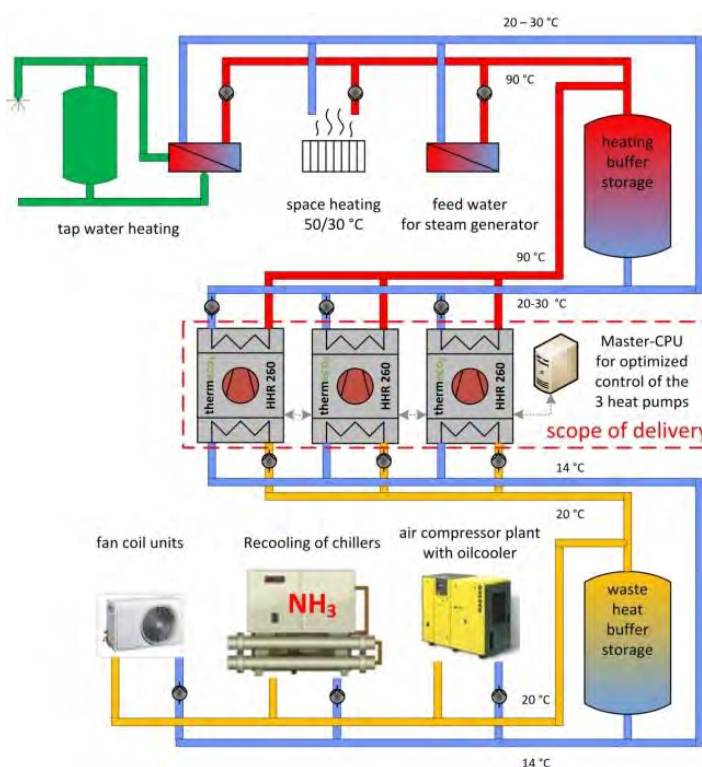 20 – 30 °C
90 °C
heating
buffer
storage
tap water heating
space heating
50/30 °C
feed water
for steam generator
90 °C
20-30 °C
thermeco₂
HHR 260
thermeco₂
HHR 260
thermeco₂
HHR 260
Master-CPU
for optimized
control of the
3 heat pumps
scope of delivery
14 °C
20 °C
fan coil units
Recooling of chillers
air compressor plant
with oilcooler
NH₃
waste
heat
buffer
storage
20 °C
14 °C